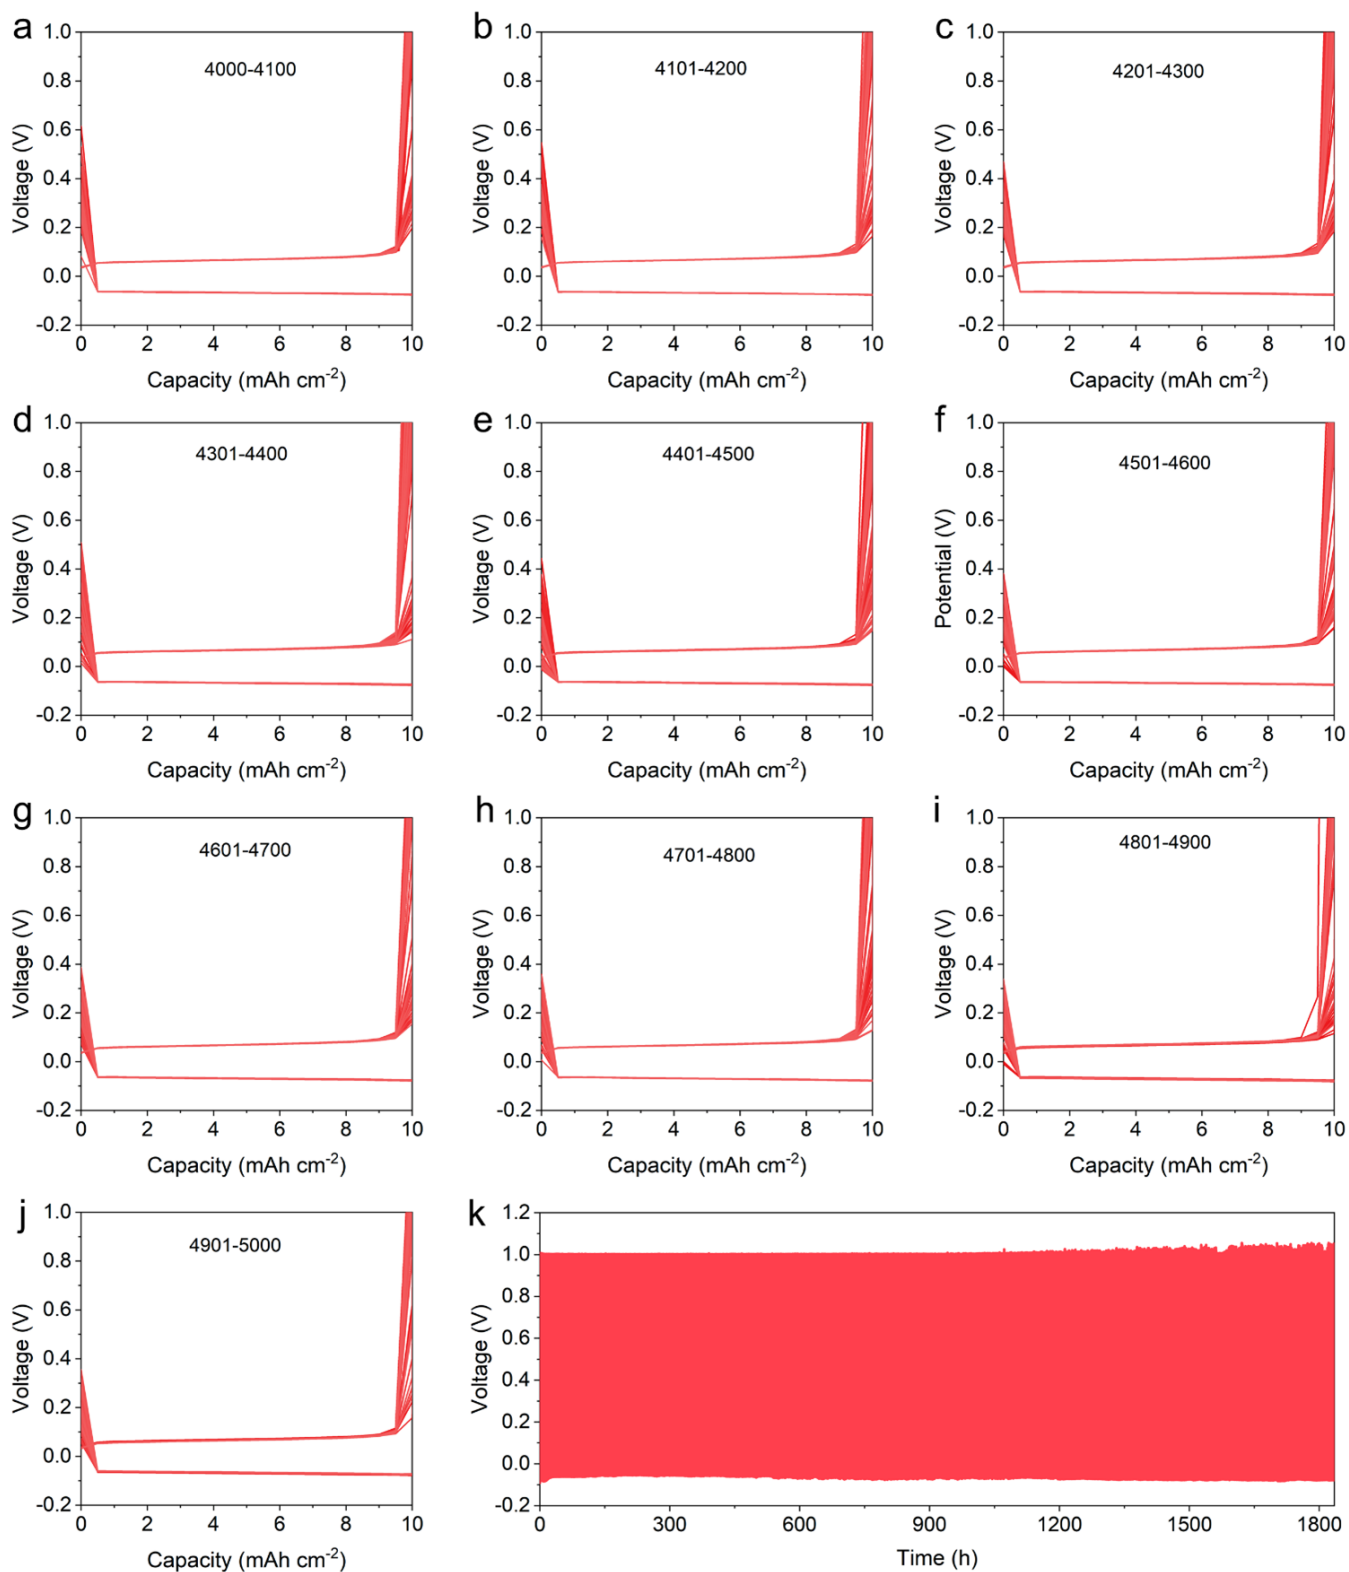 a
4000-4100
1.0
0.8
0.6
0.4
0.2
0.0
-0.2
Voltage (V)
0 2 4 6 8 10
Capacity (mAh cm-2)
b
4101-4200
1.0
0.8
0.6
0.4
0.2
0.0
-0.2
Voltage (V)
0 2 4 6 8 10
Capacity (mAh cm-2)
c
4201-4300
1.0
0.8
0.6
0.4
0.2
0.0
-0.2
Voltage (V)
0 2 4 6 8 10
Capacity (mAh cm-2)
d
4301-4400
1.0
0.8
0.6
0.4
0.2
0.0
-0.2
Voltage (V)
0 2 4 6 8 10
Capacity (mAh cm-2)
e
4401-4500
1.0
0.8
0.6
0.4
0.2
0.0
-0.2
Voltage (V)
0 2 4 6 8 10
Capacity (mAh cm-2)
f
4501-4600
1.0
0.8
0.6
0.4
0.2
0.0
-0.2
Potential (V)
0 2 4 6 8 10
Capacity (mAh cm-2)
g
4601-4700
1.0
0.8
0.6
0.4
0.2
0.0
-0.2
Voltage (V)
0 2 4 6 8 10
Capacity (mAh cm-2)
h
4701-4800
1.0
0.8
0.6
0.4
0.2
0.0
-0.2
Voltage (V)
0 2 4 6 8 10
Capacity (mAh cm-2)
i
4801-4900
1.0
0.8
0.6
0.4
0.2
0.0
-0.2
Voltage (V)
0 2 4 6 8 10
Capacity (mAh cm-2)
j
4901-5000
1.0
0.8
0.6
0.4
0.2
0.0
-0.2
Voltage (V)
0 2 4 6 8 10
Capacity (mAh cm-2)
k
1.2
1.0
0.8
0.6
0.4
0.2
0.0
-0.2
Voltage (V)
0 300 600 900 1200 1500 1800
Time (h)